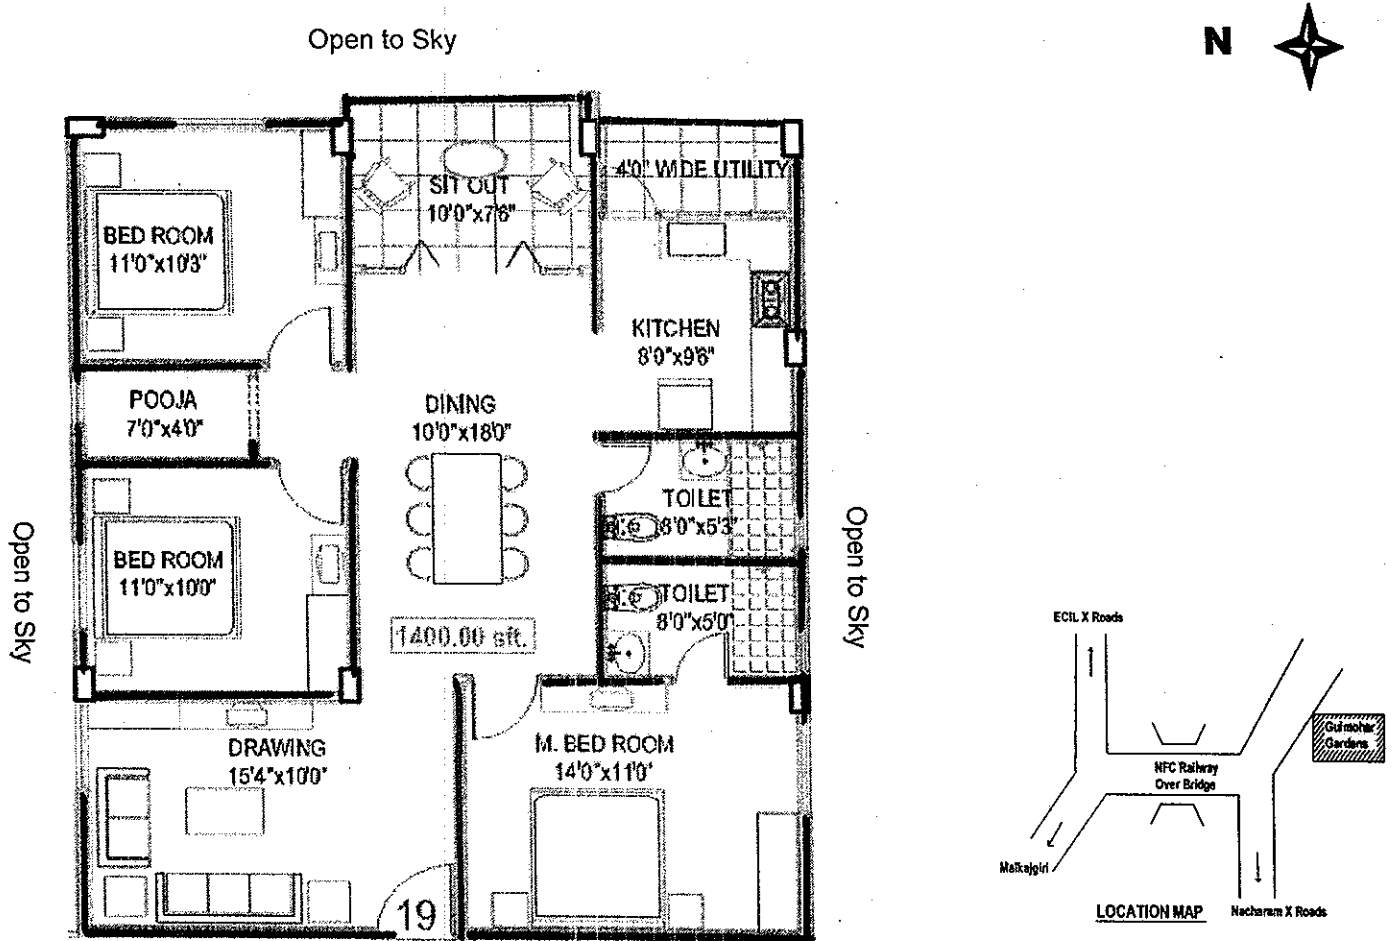 Open to Sky
N
4'0" WIDE UTILITY
SIT OUT
10'0"x7'6"
BED ROOM
11'0"x10'3"
KITCHEN
8'0"x9'6"
POOJA
7'0"x4'0"
DINING
10'0"x18'0"
TOILET
8'0"x5'3"
Open to Sky
Open to Sky
BED ROOM
11'0"x10'0"
TOILET
8'0"x5'0"
1400.00 sft.
DRAWING
15'4"x10'0"
M. BED ROOM
14'0"x11'0"
19
ECIL X Roads
Gulmohar
Gardens
NFC Railway
Over Bridge
Malkajgiri
LOCATION MAP
Nacharam X Roads